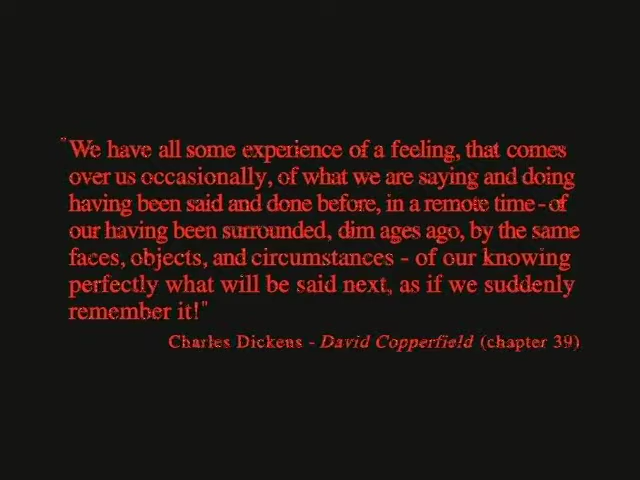 "We have all some experience of a feeling, that comes
over us occasionally, of what we are saying and doing
having been said and done before, in a remote time - of
our having been surrounded, dim ages ago, by the same
faces, objects, and circumstances - of our knowing
perfectly what will be said next, as if we suddenly
remember it!"
Charles Dickens - David Copperfield (chapter 39)